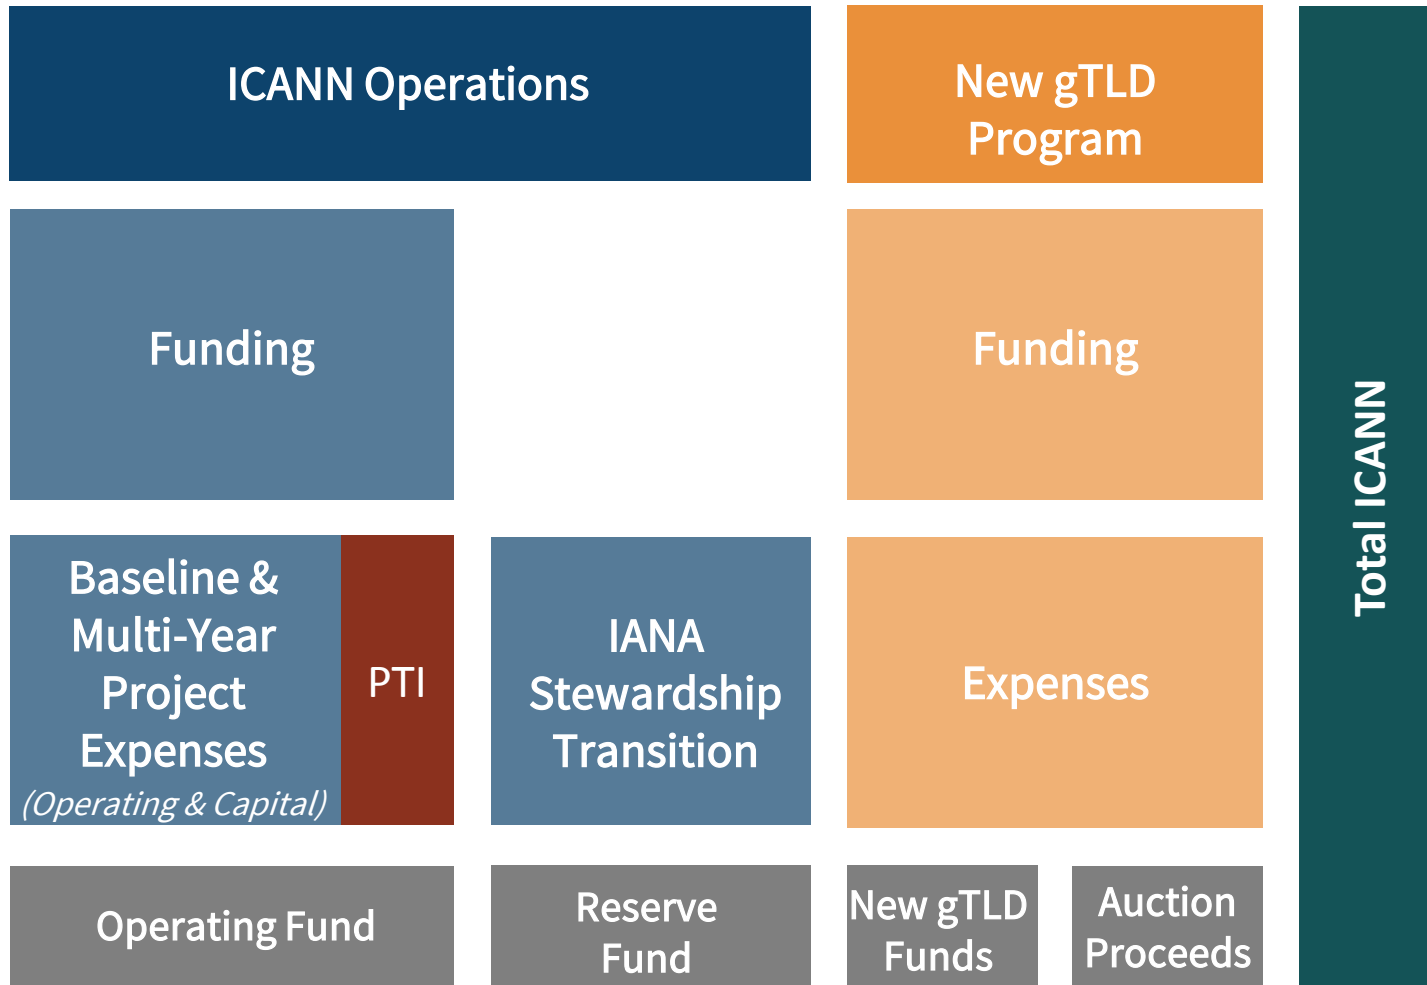 ICANN Operations
New gTLD
Program
Funding
Funding
Baseline &
Multi-Year
Project
Expenses
(Operating & Capital)
PTI
IANA
Stewardship
Transition
Expenses
Operating Fund
Reserve
Fund
New gTLD
Funds
Auction
Proceeds
Total ICANN